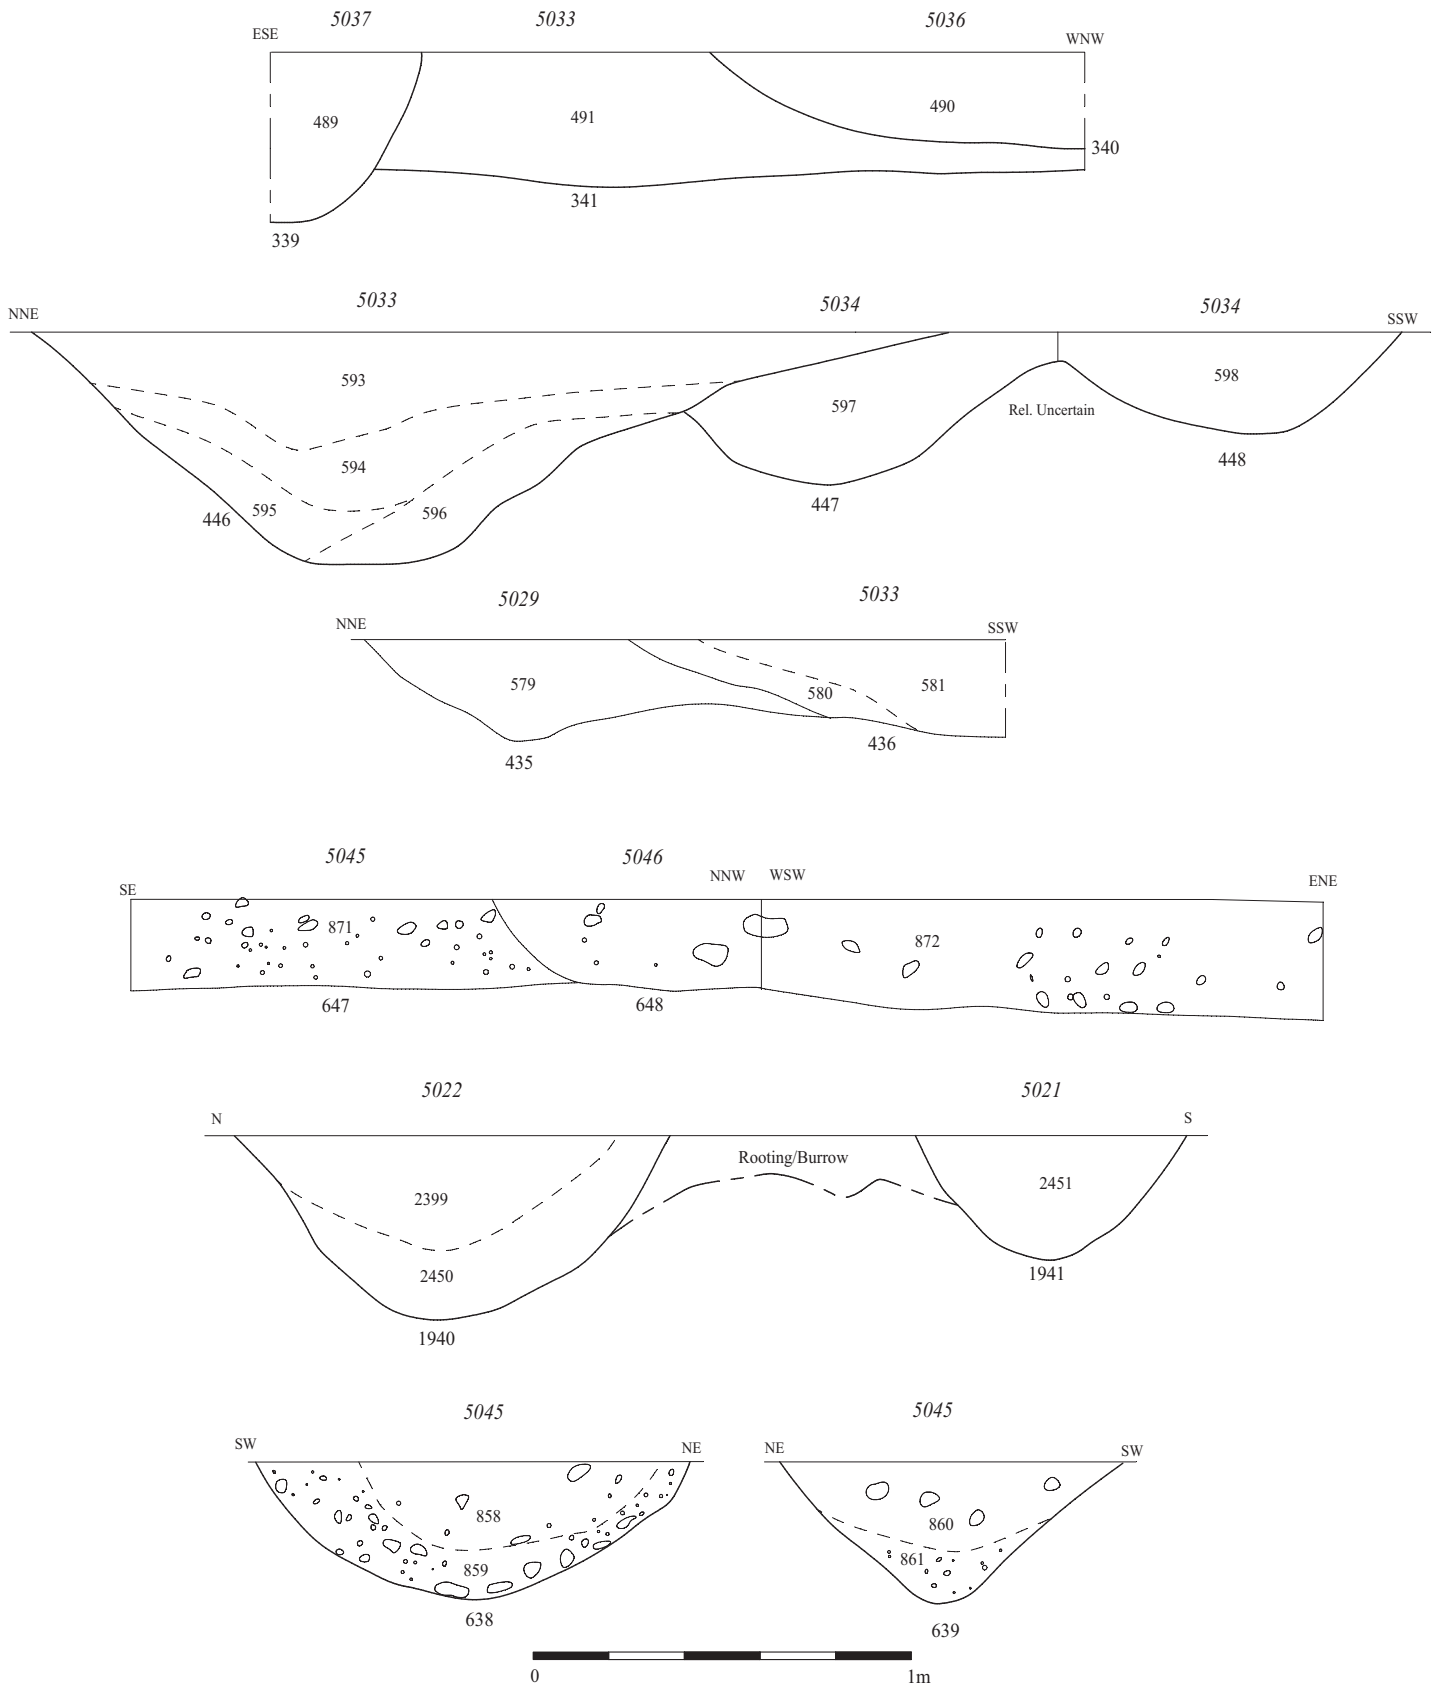 5037 5033 5036
ESE WNW
489 491 490
340
341
339
5033 5034 5034
NNE SSW
593 597 598
Rel. Uncertain
594
595 596
446 447 448
5029 5033
NNE SSW
579 580 581
435 436
5045 5046
SE NNW WSW ENE
871 872
647 648
5022 5021
N S
Rooting/Burrow
2399 2451
2450
1940 1941
5045 5045
SW NE NE SW
858 860
859 861
638 639
0 1m